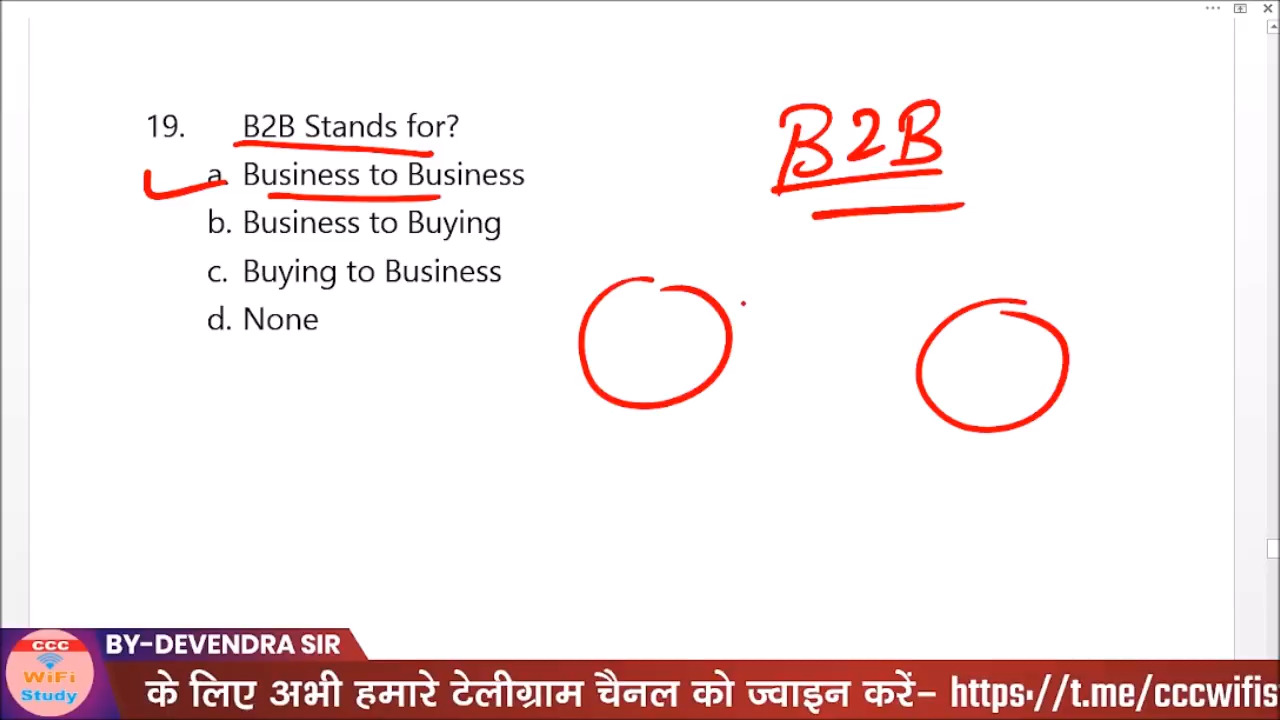 19. B2B Stands for?
a. Business to Business
b. Business to Buying
c. Buying to Business
d. None
B2B
CCC
WiFi
Study
BY-DEVENDRA SIR
के लिए अभी हमारे टेलीग्राम चैनल को ज्वाइन करें- https://t.me/cccwifis